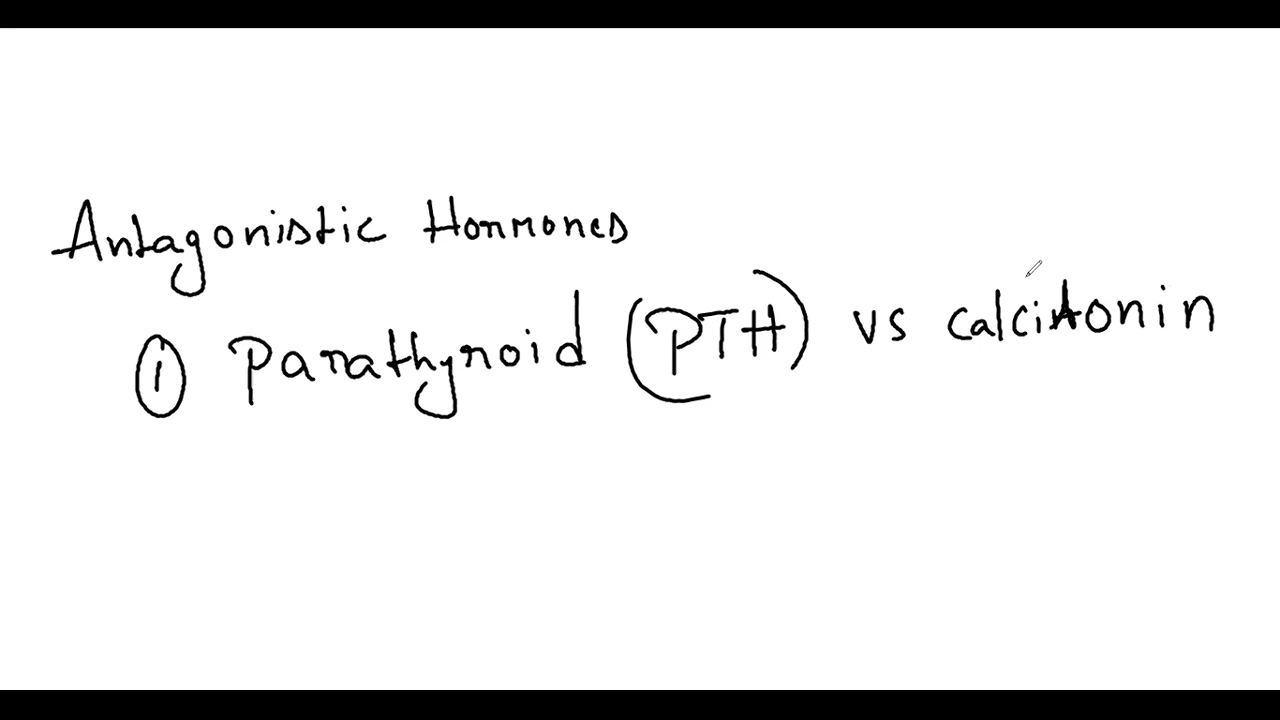 Antagonistic Hormones
① Parathyroid (PTH) vs calcitonin